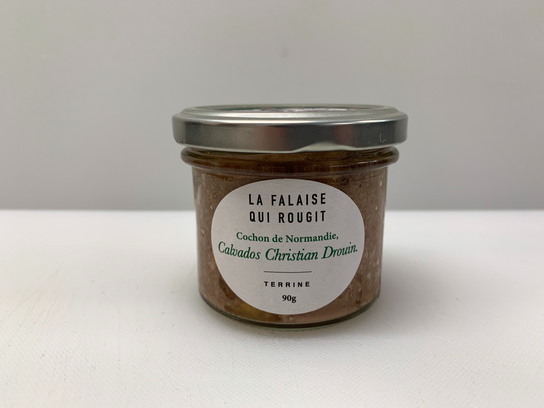 LA FALAISE
QUI ROUGIT
Cochon de Normandie,
Calvados Christian Drouin.
TERRINE
90g